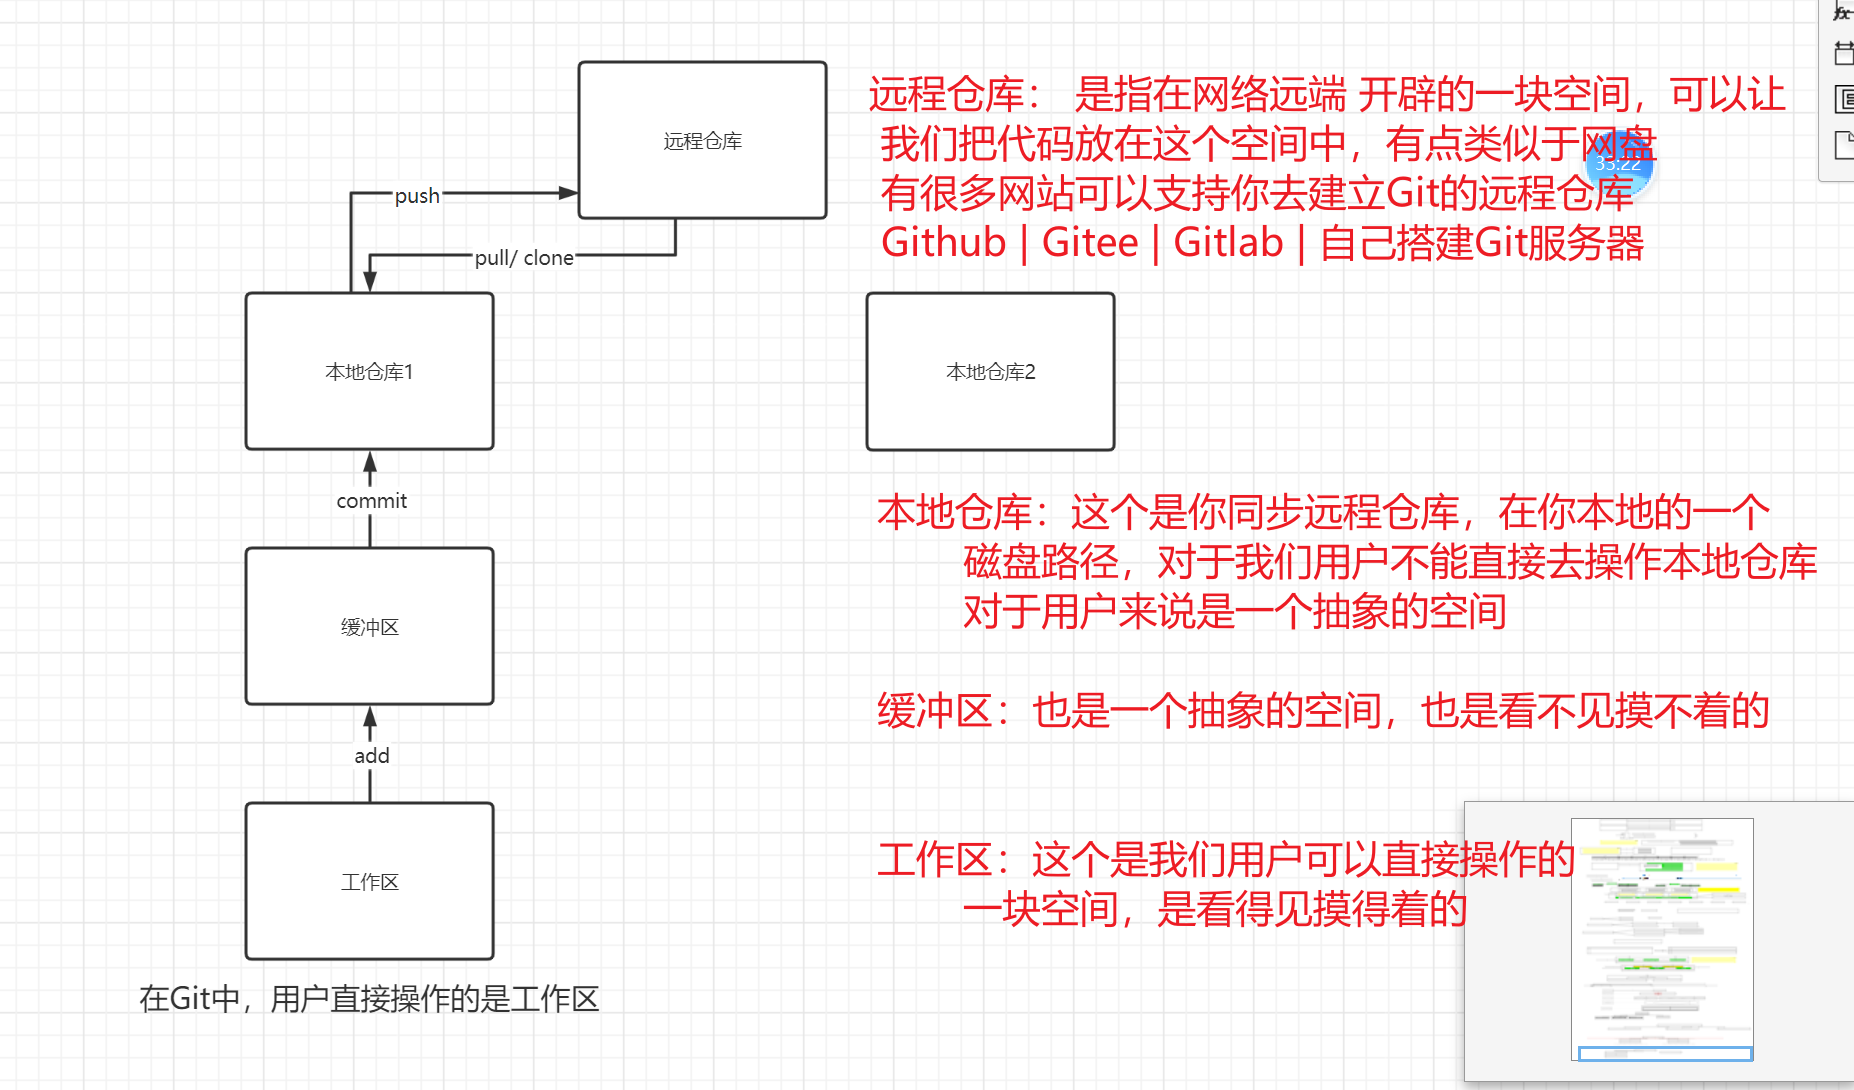 远程仓库
远程仓库： 是指在网络远端 开辟的一块空间，可以让
我们把代码放在这个空间中，有点类似于网盘
33:22
有很多网站可以支持你去建立Git的远程仓库
Github | Gitee | Gitlab | 自己搭建Git服务器
push
pull/ clone
本地仓库1
本地仓库2
commit
本地仓库：这个是你同步远程仓库，在你本地的一个
磁盘路径，对于我们用户不能直接去操作本地仓库
对于用户来说是一个抽象的空间
缓冲区
缓冲区：也是一个抽象的空间，也是看不见摸不着的
add
工作区
工作区：这个是我们用户可以直接操作的
一块空间，是看得见摸得着的
在Git中，用户直接操作的是工作区